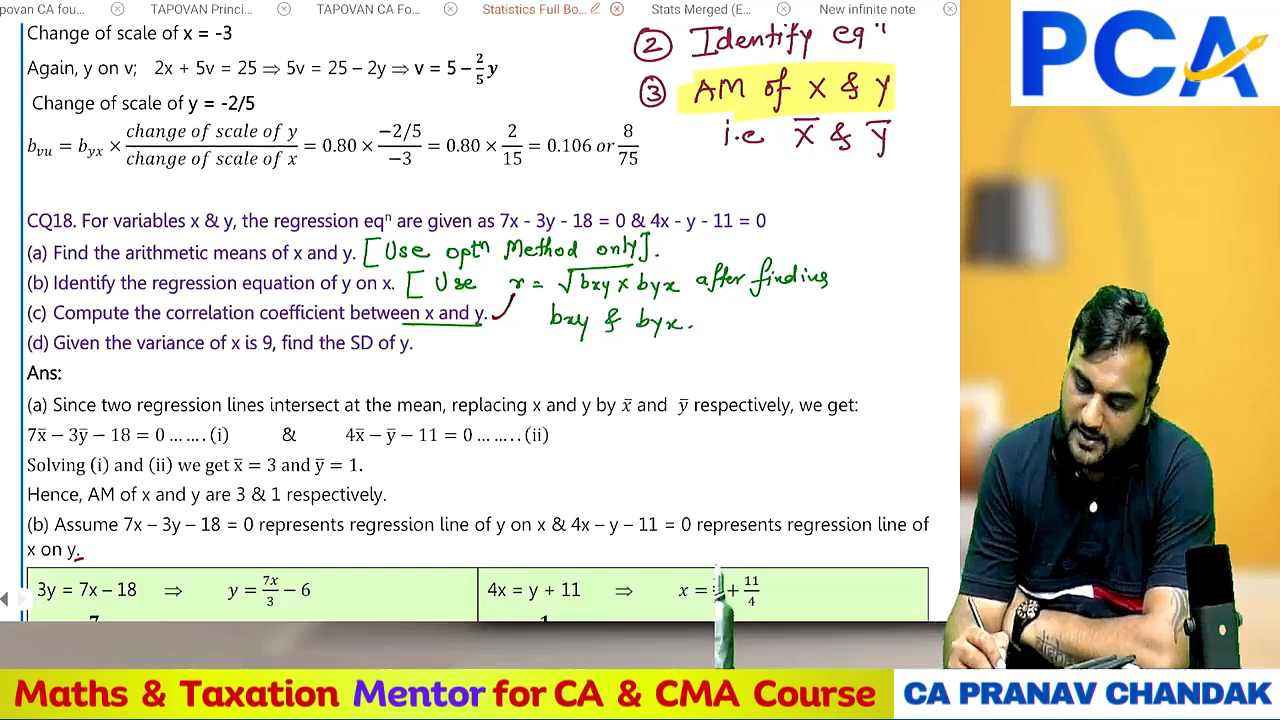 apovan CA fou... TAPOVAN Princi... TAPOVAN CA Fo... Statistics Full Bo... Stats Merged (E... New infinite note
Change of scale of x = -3
Again, y on v; 2x + 5v = 25 ⇒ 5v = 25 – 2y ⇒ v = 5 – 2/5 y
Change of scale of y = -2/5
b_vu = b_yx × (change of scale of y)/(change of scale of x) = 0.80 × (-2/5)/(-3) = 0.80 × 2/15 = 0.106 or 8/75
② Identify eqⁿ
③ AM of X & Y
i.e X̅ & Y̅
PCA
CQ18. For variables x & y, the regression eqⁿ are given as 7x - 3y - 18 = 0 & 4x - y - 11 = 0
(a) Find the arithmetic means of x and y. [Use optⁿ Method only].
(b) Identify the regression equation of y on x. [Use r = √bxy × byx after finding
(c) Compute the correlation coefficient between x and y. bxy & byx.
(d) Given the variance of x is 9, find the SD of y.
Ans:
(a) Since two regression lines intersect at the mean, replacing x and y by x̅ and y̅ respectively, we get:
7x̅ – 3y̅ – 18 = 0 ... .... (i) & 4x̅ – y̅ – 11 = 0 ... .... . (ii)
Solving (i) and (ii) we get x̅ = 3 and y̅ = 1.
Hence, AM of x and y are 3 & 1 respectively.
(b) Assume 7x – 3y – 18 = 0 represents regression line of y on x & 4x – y – 11 = 0 represents regression line of
x on y.
3y = 7x – 18 ⇒ y = 7x/3 – 6
4x = y + 11 ⇒ x = + 11/4
Maths & Taxation Mentor for CA & CMA Course
CA PRANAV CHANDAK